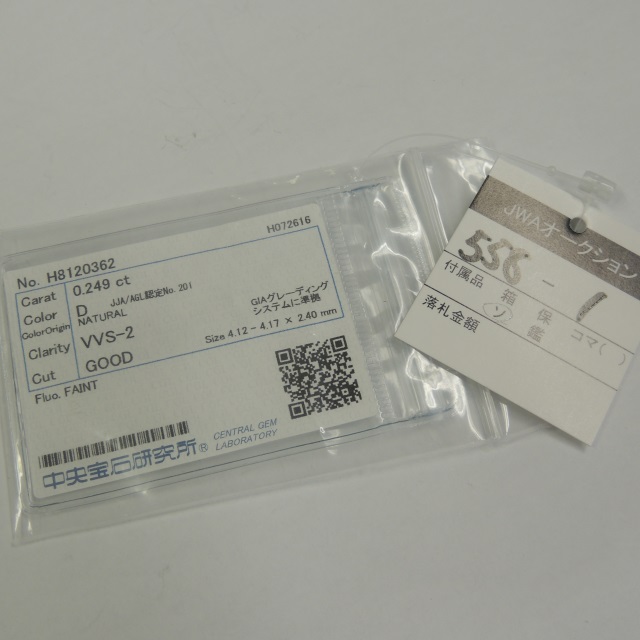 No. H8120362
H072616
Carat 0.249 ct
Color D JJA/AGL認定No.201
ColorOrigin NATURAL
GIAグレーディング
システムに準拠
Clarity VVS-2
Size 4.12 - 4.17 × 2.40 mm
Cut GOOD
Fluo. FAINT
中央宝石研究所® CENTRAL GEM
LABORATORY
JWAオークション
558-1
付属品 箱 保 コマ( )
ソ 鑑
落札金額